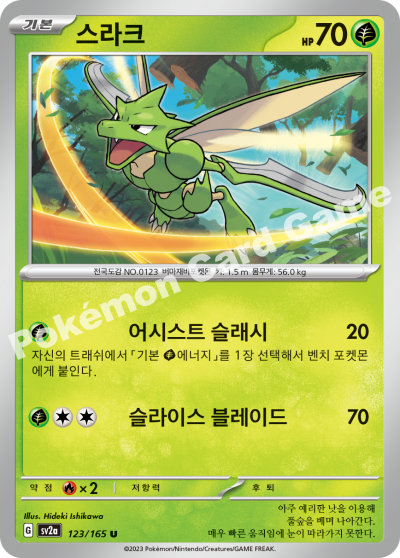 기본 스라크 HP 70
전국도감 NO.0123 버마재비포켓몬 키: 1.5 m 몸무게: 56.0 kg
Pokémon Card Game
어시스트 슬래시 20
자신의 트래쉬에서 「기본 에너지」를 1장 선택해서 벤치 포켓몬
에게 붙인다.
슬라이스 블레이드 70
약점 ×2 저항력 후퇴
Illus. Hideki Ishikawa
G sv2a 123/165 U
아주 예리한 낫을 이용해
풀숲을 베며 나아간다.
매우 빠른 움직임에 눈이 따라가지 못한다.
©2023 Pokémon/Nintendo/Creatures/GAME FREAK.